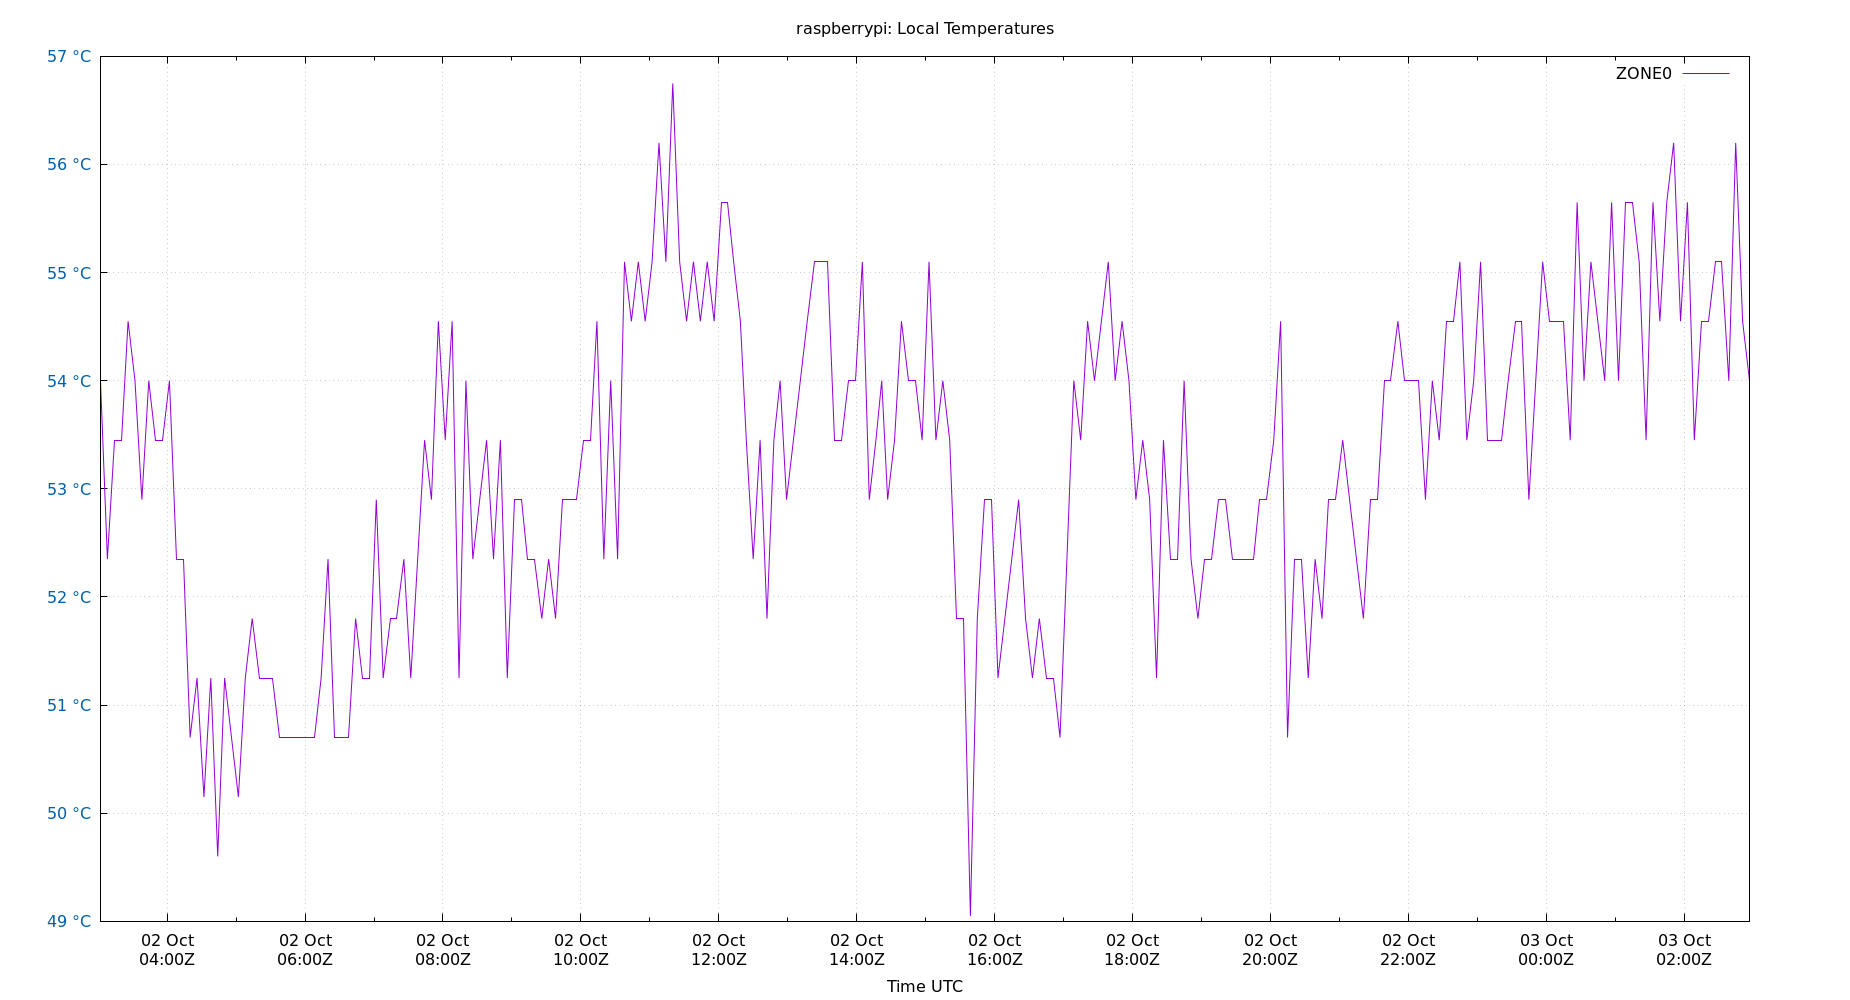 raspberrypi: Local Temperatures
57 °C
ZONE0
56 °C
55 °C
54 °C
53 °C
52 °C
51 °C
50 °C
49 °C
02 Oct 02 Oct 02 Oct 02 Oct 02 Oct 02 Oct 02 Oct 02 Oct 02 Oct 02 Oct 03 Oct 03 Oct
04:00Z 06:00Z 08:00Z 10:00Z 12:00Z 14:00Z 16:00Z 18:00Z 20:00Z 22:00Z 00:00Z 02:00Z
Time UTC